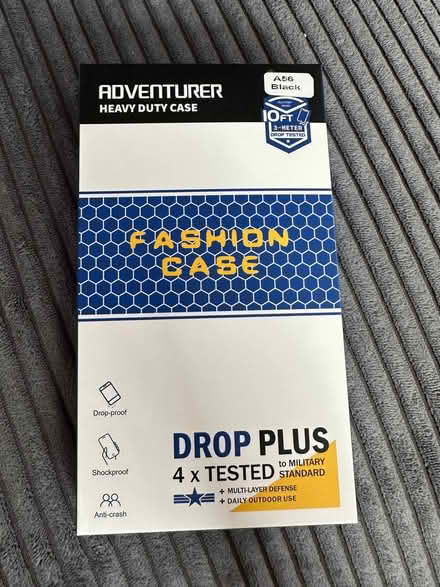 ADVENTURER
HEAVY DUTY CASE
A56
Black
10FT
3-METER
DROP TESTED
FASHION
CASE
Drop-proof
Shockproof
Anti-crash
DROP PLUS
4 x TESTED to MILITARY STANDARD
+ MULTI-LAYER DEFENSE
+ DAILY OUTDOOR USE